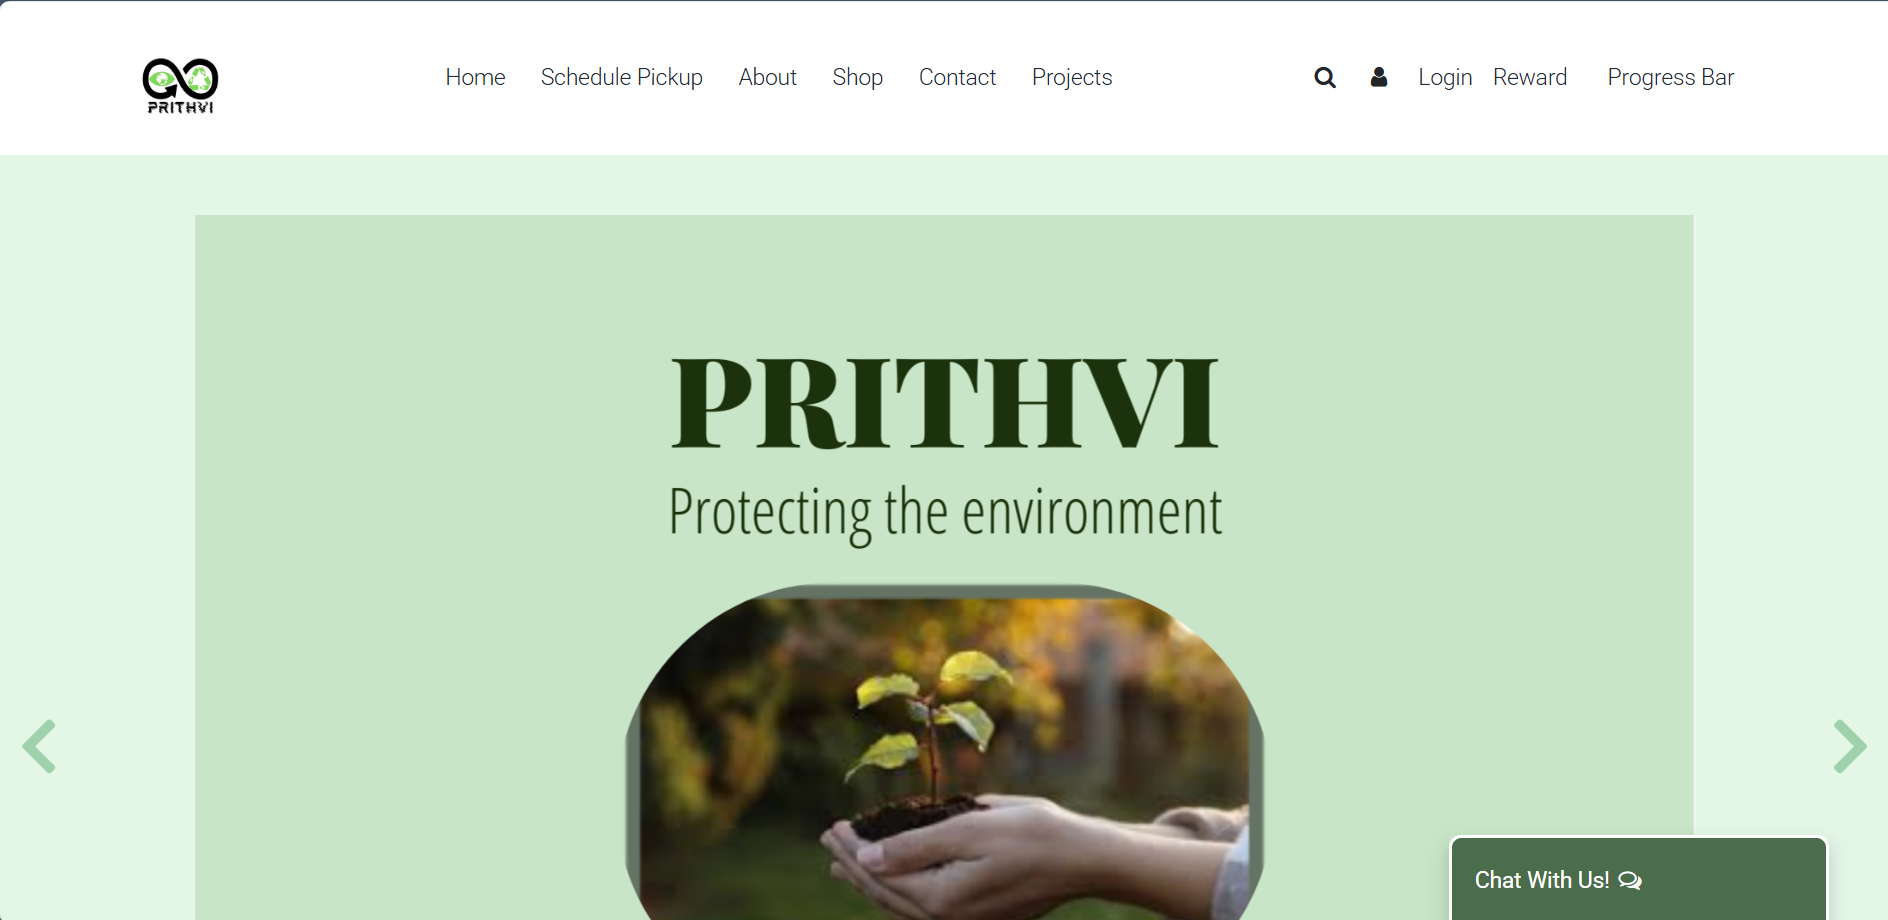 PRITHVI
Home Schedule Pickup About Shop Contact Projects Login Reward Progress Bar
PRITHVI
Protecting the environment
Chat With Us!